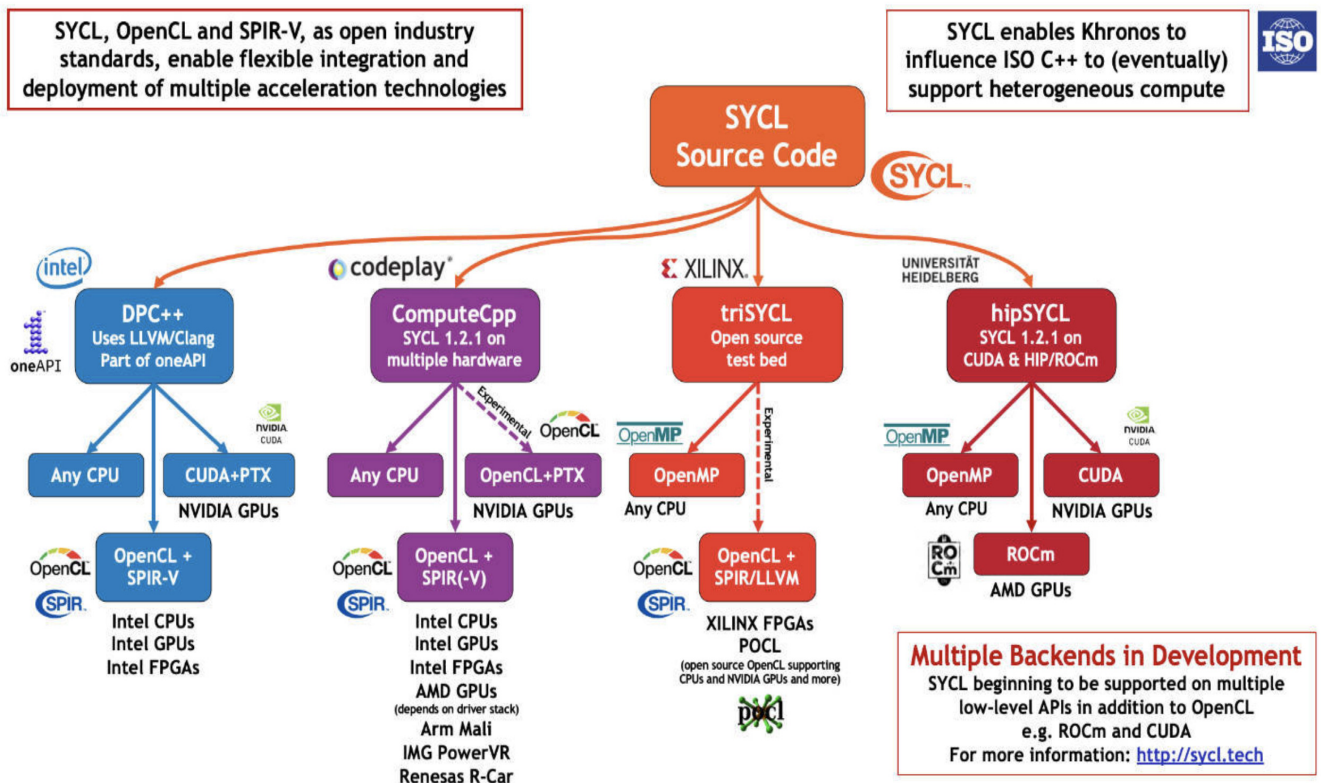 SYCL, OpenCL and SPIR-V, as open industry
standards, enable flexible integration and
deployment of multiple acceleration technologies
SYCL enables Khronos to
influence ISO C++ to (eventually)
support heterogeneous compute
ISO
SYCL
Source Code
SYCL™
intel
oneAPI
DPC++
Uses LLVM/Clang
Part of oneAPI
codeplay®
ComputeCpp
SYCL 1.2.1 on
multiple hardware
XILINX®
triSYCL
Open source
test bed
UNIVERSITÄT
HEIDELBERG
hipSYCL
SYCL 1.2.1 on
CUDA & HIP/ROCm
NVIDIA
CUDA
Any CPU
CUDA+PTX
NVIDIA GPUs
OpenCL
SPIR™
OpenCL +
SPIR-V
Intel CPUs
Intel GPUs
Intel FPGAs
Experimental
OpenCL
Any CPU
OpenCL+PTX
NVIDIA GPUs
OpenCL
SPIR™
OpenCL +
SPIR(-V)
Intel CPUs
Intel GPUs
Intel FPGAs
AMD GPUs
(depends on driver stack)
Arm Mali
IMG PowerVR
Renesas R-Car
OpenMP
Experimental
OpenMP
Any CPU
OpenCL
SPIR™
OpenCL +
SPIR/LLVM
XILINX FPGAs
POCL
(open source OpenCL supporting
CPUs and NVIDIA GPUs and more)
pocl
OpenMP
NVIDIA
CUDA
OpenMP
Any CPU
CUDA
NVIDIA GPUs
ROCm
ROCm
AMD GPUs
Multiple Backends in Development
SYCL beginning to be supported on multiple
low-level APIs in addition to OpenCL
e.g. ROCm and CUDA
For more information: http://sycl.tech